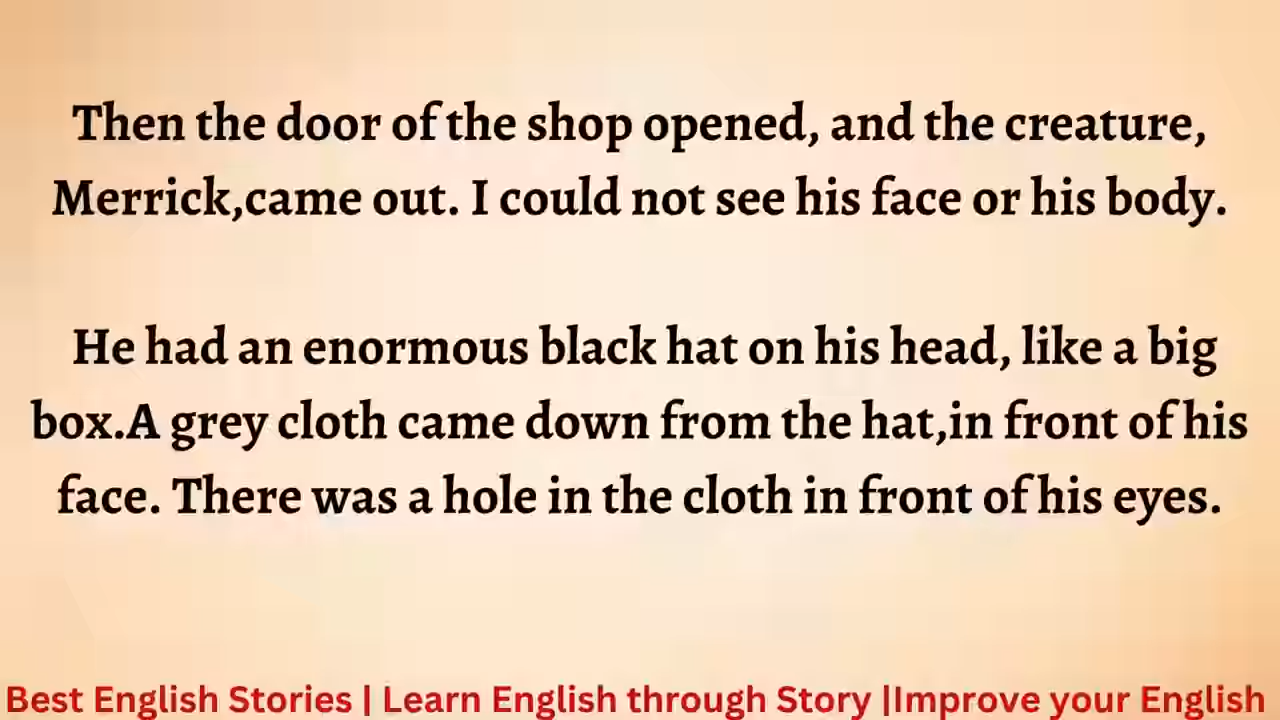 Then the door of the shop opened, and the creature,
Merrick,came out. I could not see his face or his body.
He had an enormous black hat on his head, like a big
box.A grey cloth came down from the hat,in front of his
face. There was a hole in the cloth in front of his eyes.
Best English Stories | Learn English through Story |Improve your English